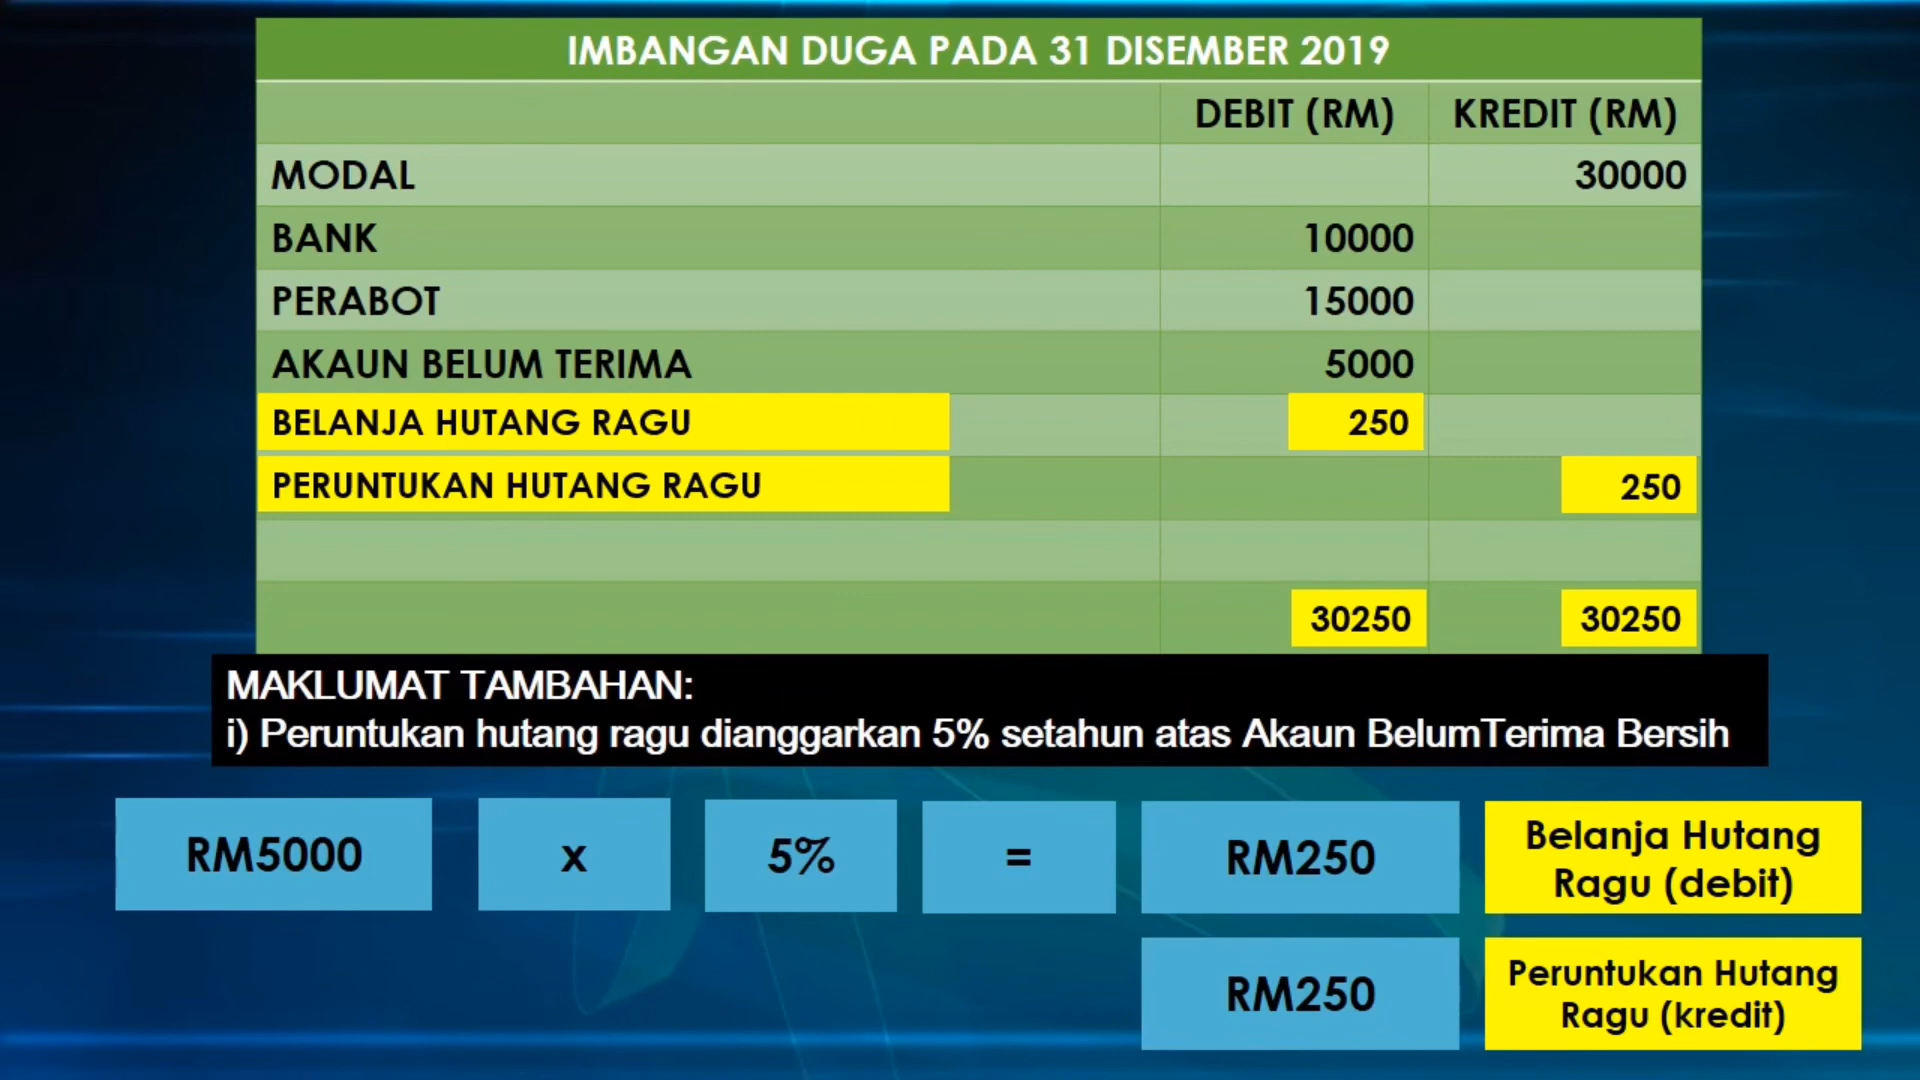 IMBANGAN DUGA PADA 31 DISEMBER 2019
DEBIT (RM) KREDIT (RM)
MODAL 30000
BANK 10000
PERABOT 15000
AKAUN BELUM TERIMA 5000
BELANJA HUTANG RAGU 250
PERUNTUKAN HUTANG RAGU 250
30250 30250
MAKLUMAT TAMBAHAN:
i) Peruntukan hutang ragu dianggarkan 5% setahun atas Akaun BelumTerima Bersih
RM5000 x 5% = RM250 Belanja Hutang
Ragu (debit)
RM250 Peruntukan Hutang
Ragu (kredit)